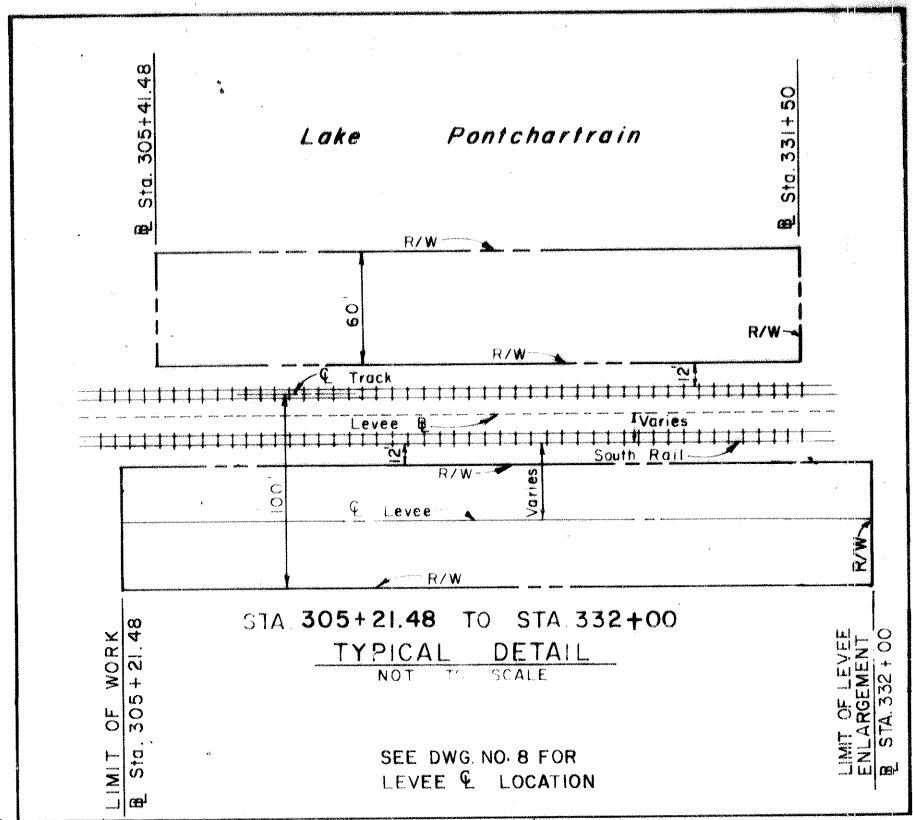 ℄ Sta. 305+41.48
Lake Pontchartrain
℄ Sta. 331+50
R/W
60'
R/W
R/W
12'
℄ Track
Levee ℄
Varies
South Rail
12'
R/W
100'
Varies
℄ Levee
R/W
R/W
STA. 305+21.48 TO STA. 332+00
TYPICAL DETAIL
NOT TO SCALE
LIMIT OF WORK
℄ Sta. 305+21.48
LIMIT OF LEVEE
ENLARGEMENT
℄ STA. 332+00
SEE DWG. NO. 8 FOR
LEVEE ℄ LOCATION